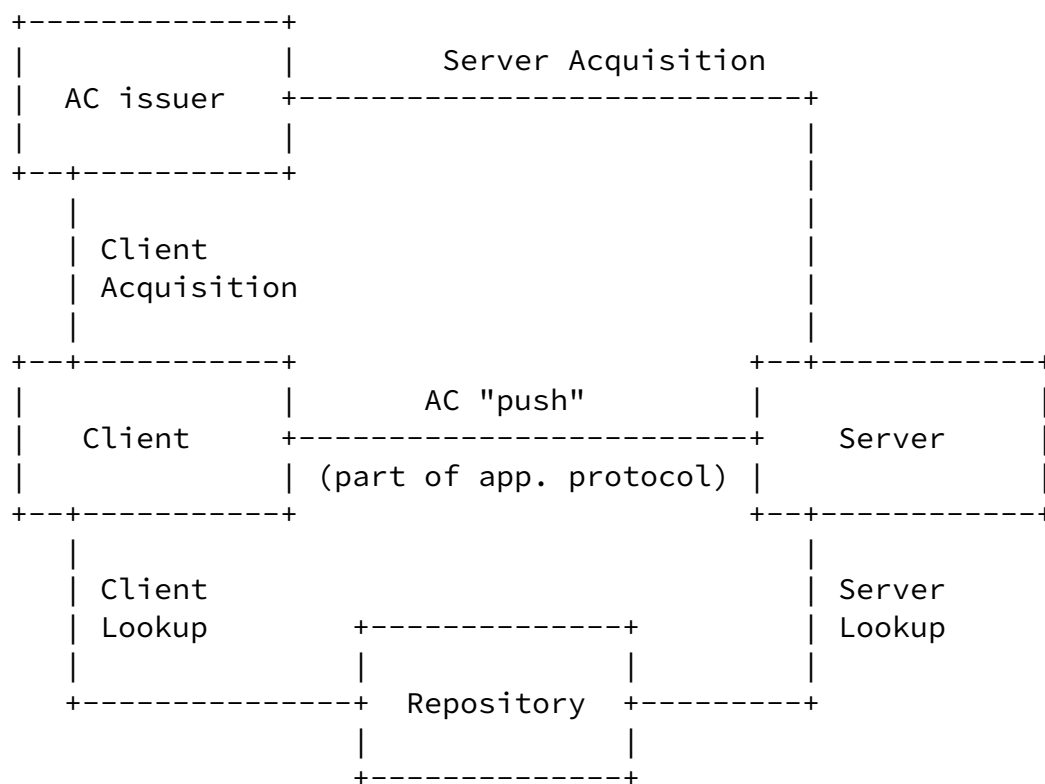 Server Acquisition
AC issuer
Client
Acquisition
AC "push"
Client
Server
(part of app. protocol)
Client
Server
Lookup
Lookup
Repository